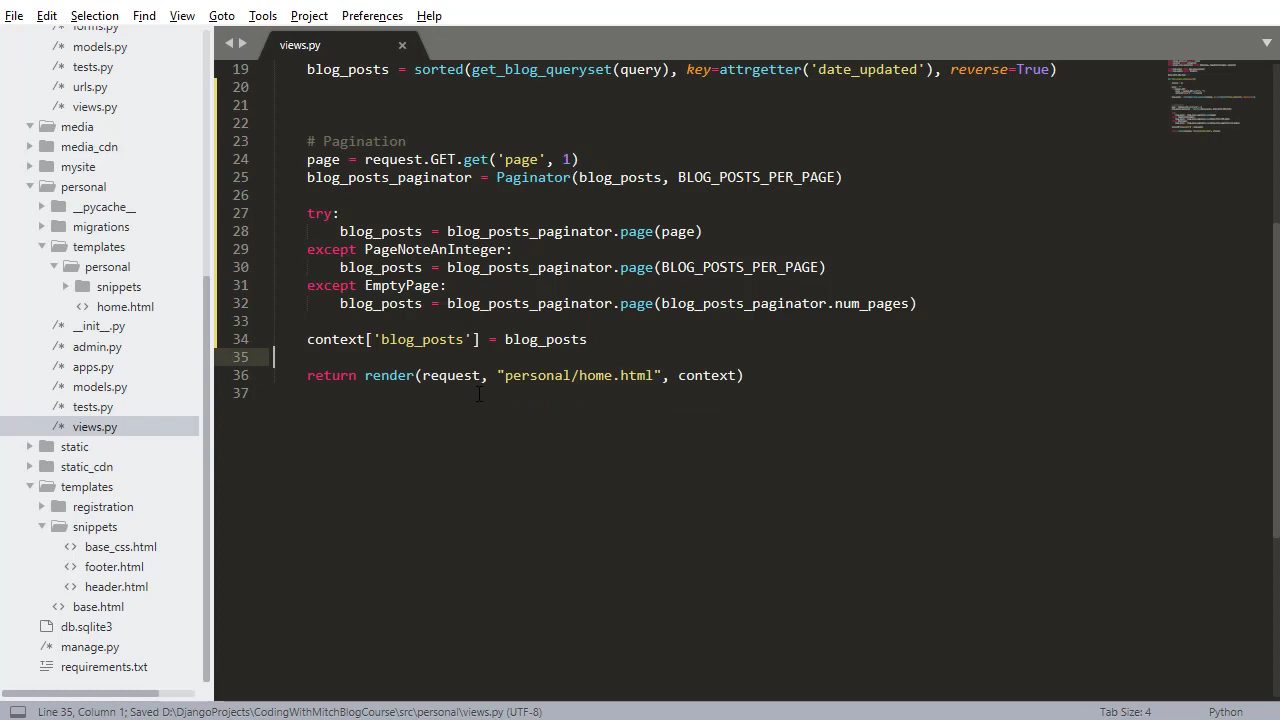 File Edit Selection Find View Goto Tools Project Preferences Help
forms.py
models.py
tests.py
urls.py
views.py
media
media_cdn
mysite
personal
__pycache__
migrations
templates
personal
snippets
home.html
__init__.py
admin.py
apps.py
models.py
tests.py
views.py
static
static_cdn
templates
registration
snippets
base_css.html
footer.html
header.html
base.html
db.sqlite3
manage.py
requirements.txt
views.py
19 blog_posts = sorted(get_blog_queryset(query), key=attrgetter('date_updated'), reverse=True)
20
21
22
23 # Pagination
24 page = request.GET.get('page', 1)
25 blog_posts_paginator = Paginator(blog_posts, BLOG_POSTS_PER_PAGE)
26
27 try:
28 blog_posts = blog_posts_paginator.page(page)
29 except PageNoteAnInteger:
30 blog_posts = blog_posts_paginator.page(BLOG_POSTS_PER_PAGE)
31 except EmptyPage:
32 blog_posts = blog_posts_paginator.page(blog_posts_paginator.num_pages)
33
34 context['blog_posts'] = blog_posts
35
36 return render(request, "personal/home.html", context)
37
Line 35, Column 1; Saved D:\DjangoProjects\CodingWithMitchBlogCourse\src\personal\views.py (UTF-8) Tab Size: 4 Python